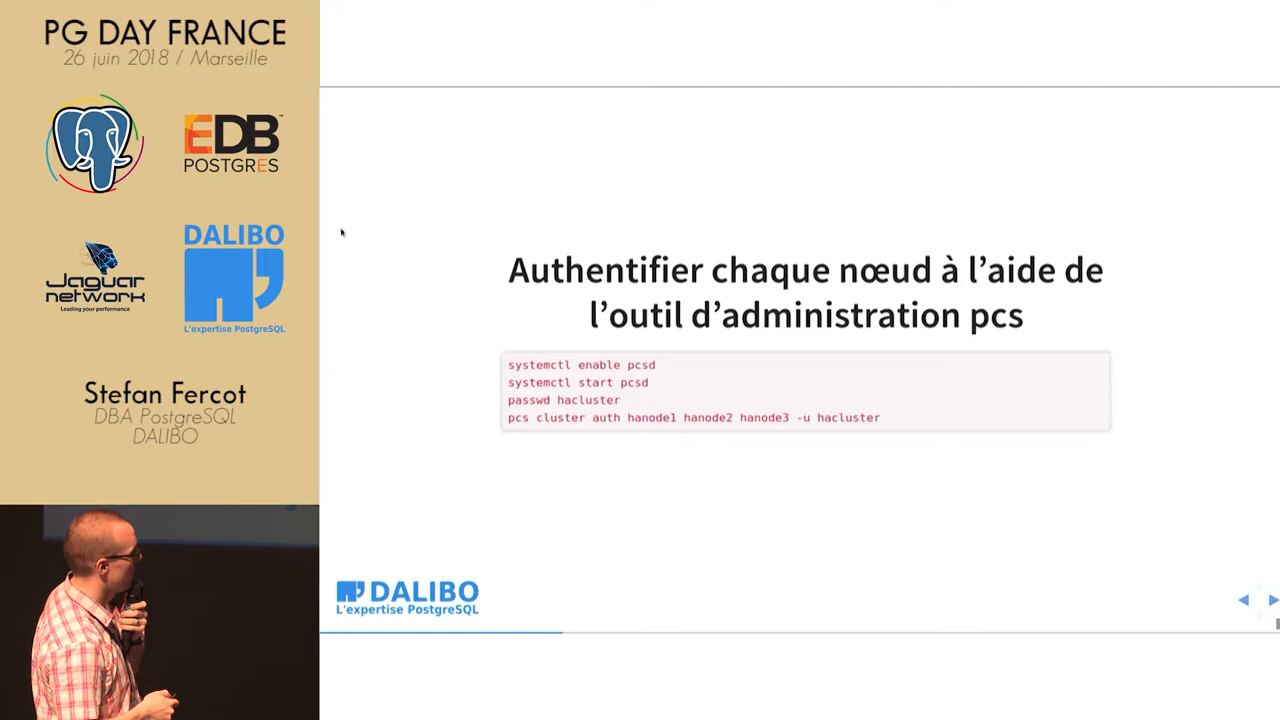 PG DAY FRANCE
26 juin 2018 / Marseille
EDB™
POSTGRES
Jaguar
network
Leading your performance
DALIBO
L'expertise PostgreSQL
Stefan Fercot
DBA PostgreSQL
DALIBO
Authentifier chaque nœud à l’aide de
l’outil d’administration pcs
systemctl enable pcsd
systemctl start pcsd
passwd hacluster
pcs cluster auth hanode1 hanode2 hanode3 -u hacluster
DALIBO
L'expertise PostgreSQL